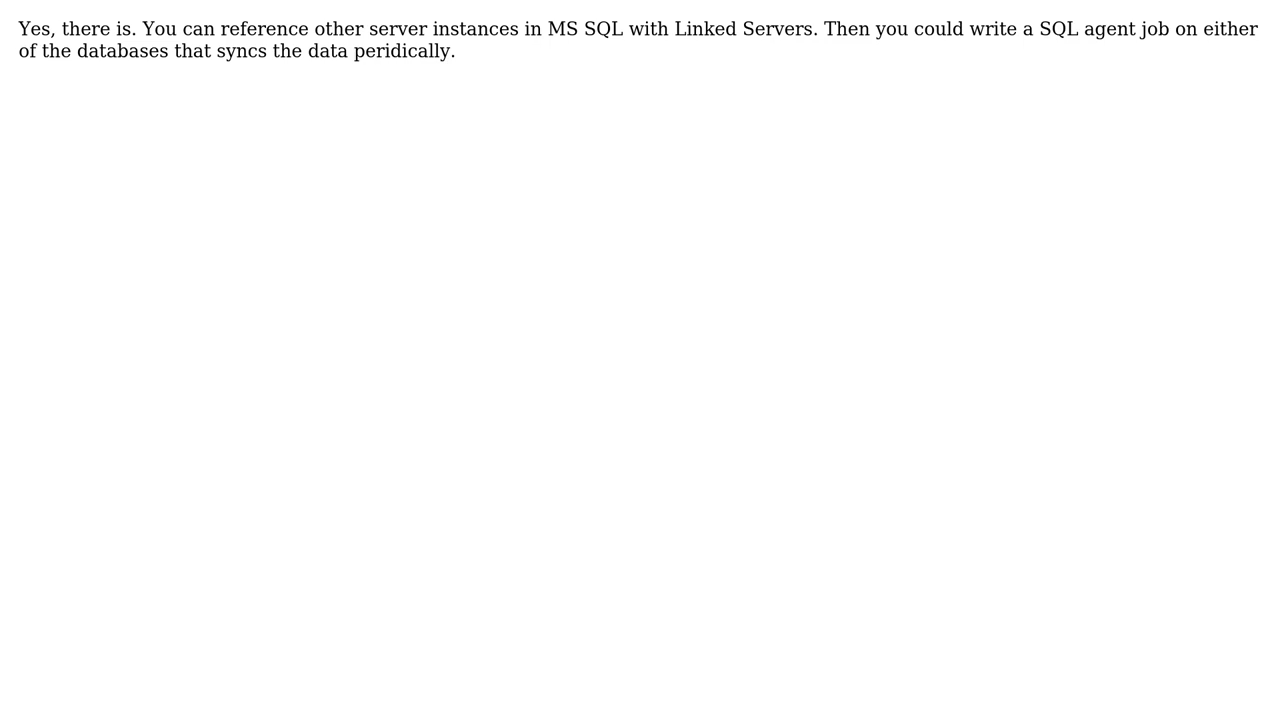 Yes, there is. You can reference other server instances in MS SQL with Linked Servers. Then you could write a SQL agent job on either
of the databases that syncs the data peridically.